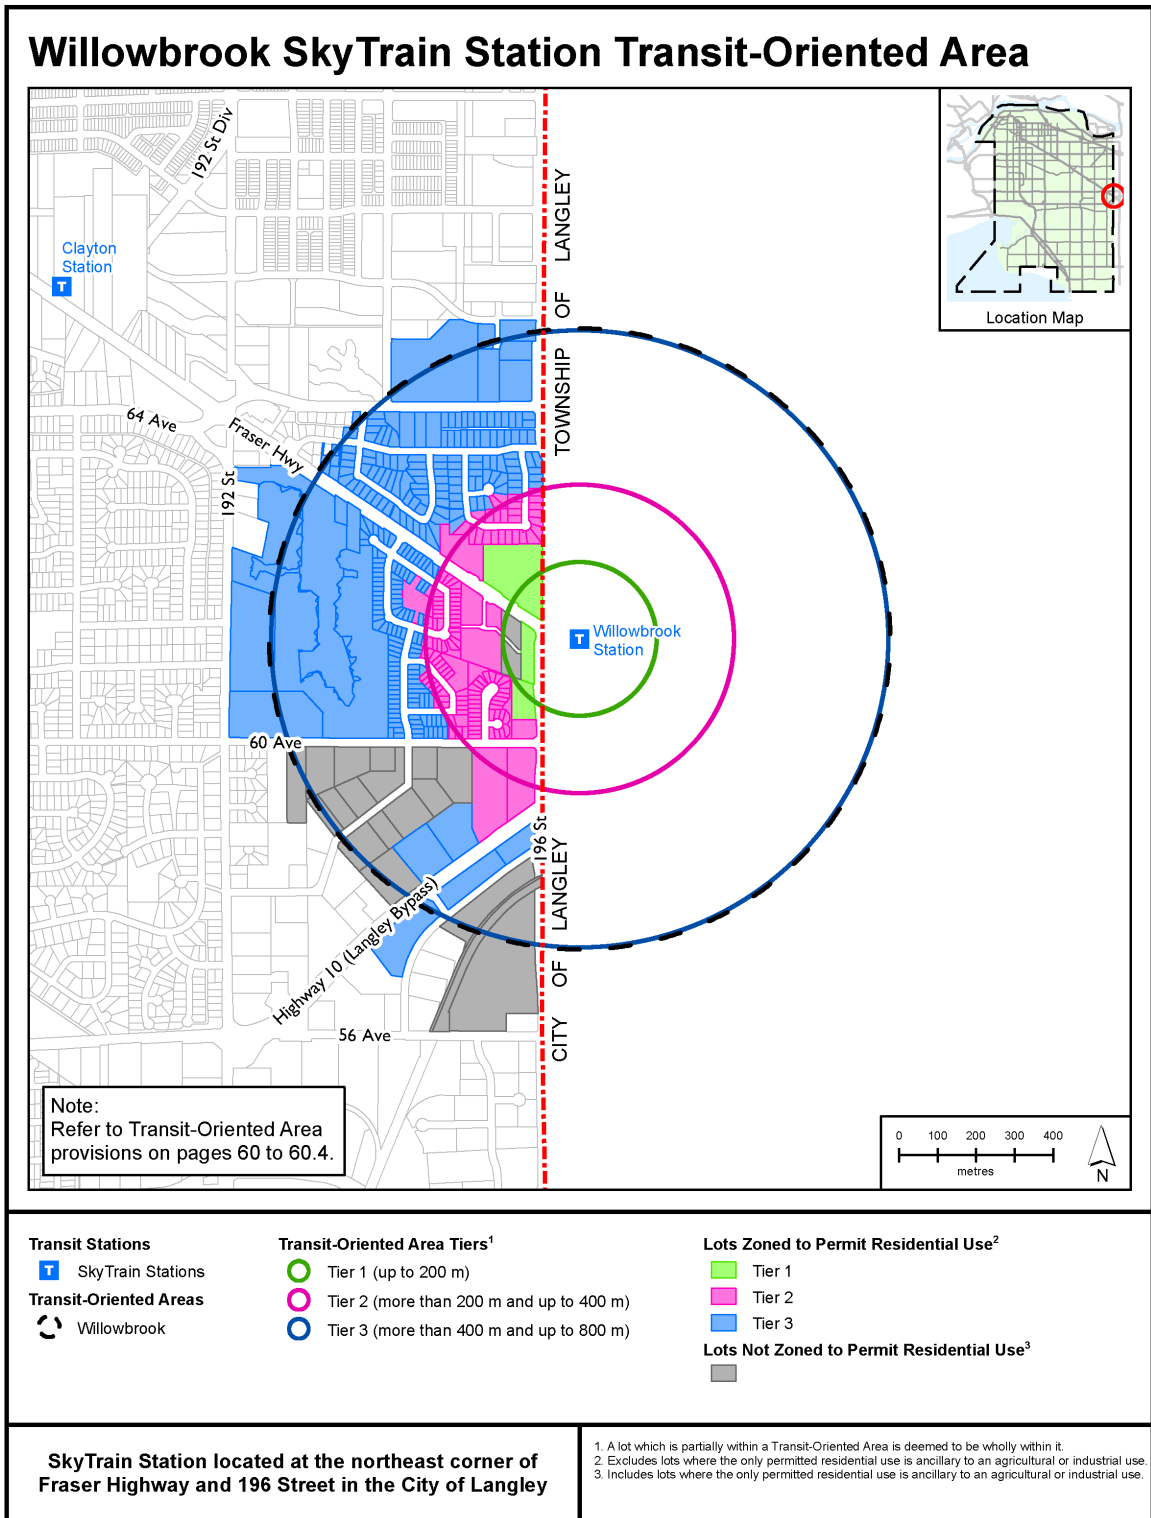 Willowbrook SkyTrain Station Transit-Oriented Area
192 St Div
Clayton
Station
T
TOWNSHIP OF LANGLEY
Location Map
64 Ave
Fraser Hwy
192 St
T
Willowbrook
Station
60 Ave
196 St
Highway 10 (Langley Bypass)
CITY OF LANGLEY
56 Ave
Note:
Refer to Transit-Oriented Area
provisions on pages 60 to 60.4.
0 100 200 300 400
metres
N
Transit Stations
T SkyTrain Stations
Transit-Oriented Areas
Willowbrook
Transit-Oriented Area Tiers1
Tier 1 (up to 200 m)
Tier 2 (more than 200 m and up to 400 m)
Tier 3 (more than 400 m and up to 800 m)
Lots Zoned to Permit Residential Use2
Tier 1
Tier 2
Tier 3
Lots Not Zoned to Permit Residential Use3
SkyTrain Station located at the northeast corner of
Fraser Highway and 196 Street in the City of Langley
1. A lot which is partially within a Transit-Oriented Area is deemed to be wholly within it.
2. Excludes lots where the only permitted residential use is ancillary to an agricultural or industrial use.
3. Includes lots where the only permitted residential use is ancillary to an agricultural or industrial use.